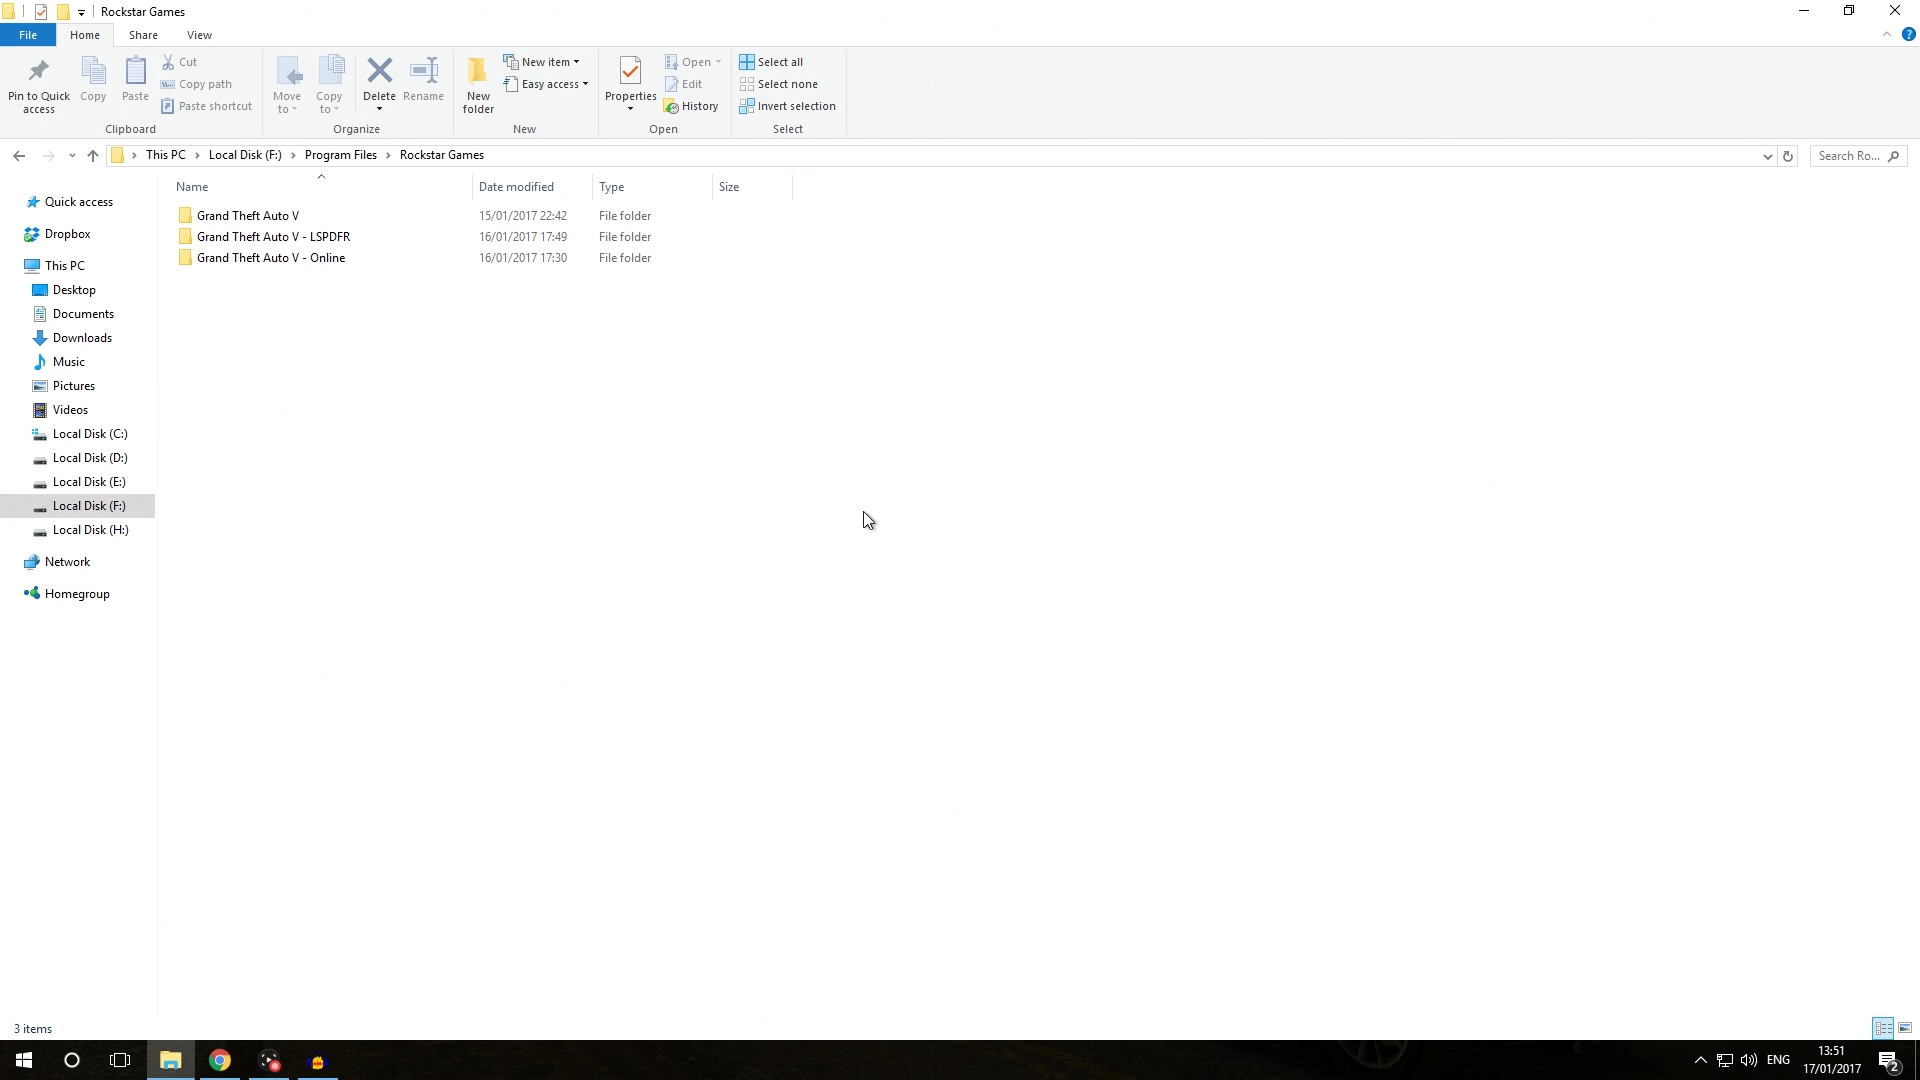 Rockstar Games
File Home Share View
Pin to Quick access
Copy
Paste
Cut
Copy path
Paste shortcut
Clipboard
Move to
Copy to
Delete
Rename
Organize
New folder
New item
Easy access
New
Properties
Open
Edit
History
Open
Select all
Select none
Invert selection
Select
This PC > Local Disk (F:) > Program Files > Rockstar Games
Search Ro...
Name Date modified Type Size
Grand Theft Auto V 15/01/2017 22:42 File folder
Grand Theft Auto V - LSPDFR 16/01/2017 17:49 File folder
Grand Theft Auto V - Online 16/01/2017 17:30 File folder
Quick access
Dropbox
This PC
Desktop
Documents
Downloads
Music
Pictures
Videos
Local Disk (C:)
Local Disk (D:)
Local Disk (E:)
Local Disk (F:)
Local Disk (H:)
Network
Homegroup
3 items
ENG
13:51
17/01/2017
2